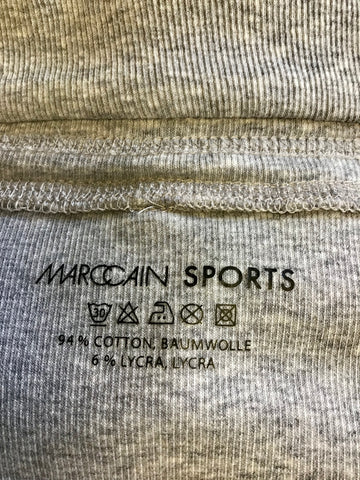 MARCCAIN SPORTS
30
94 % COTTON, BAUMWOLLE
6 % LYCRA, LYCRA